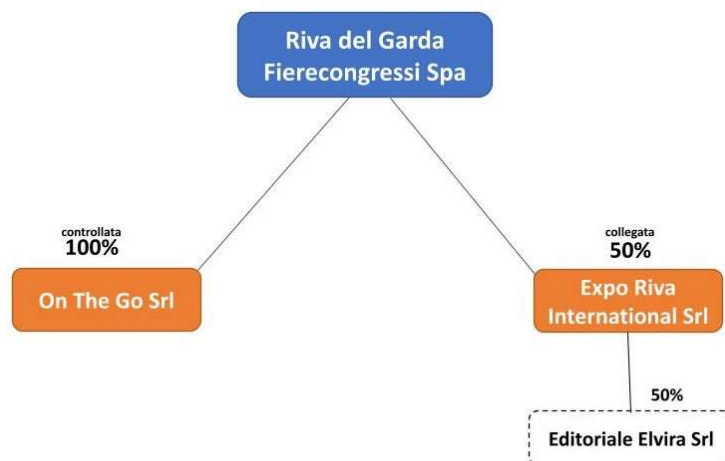 Riva del Garda
Fierecongressi Spa
controllata
100%
On The Go Srl
collegata
50%
Expo Riva
International Srl
50%
Editoriale Elvira Srl